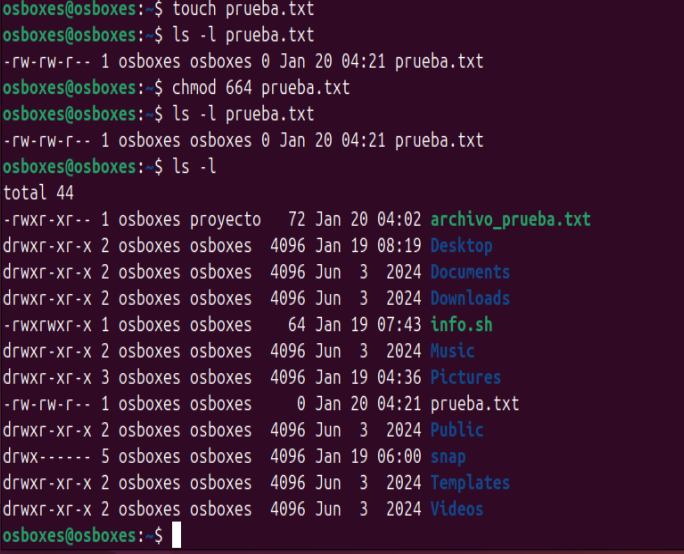 osboxes@osboxes:~$ touch prueba.txt
osboxes@osboxes:~$ ls -l prueba.txt
-rw-rw-r-- 1 osboxes osboxes 0 Jan 20 04:21 prueba.txt
osboxes@osboxes:~$ chmod 664 prueba.txt
osboxes@osboxes:~$ ls -l prueba.txt
-rw-rw-r-- 1 osboxes osboxes 0 Jan 20 04:21 prueba.txt
osboxes@osboxes:~$ ls -l
total 44
-rwxr-xr-- 1 osboxes proyecto   72 Jan 20 04:02 archivo_prueba.txt
drwxr-xr-x 2 osboxes osboxes  4096 Jan 19 08:19 Desktop
drwxr-xr-x 2 osboxes osboxes  4096 Jun  3  2024 Documents
drwxr-xr-x 2 osboxes osboxes  4096 Jun  3  2024 Downloads
-rwxrwxr-x 1 osboxes osboxes    64 Jan 19 07:43 info.sh
drwxr-xr-x 2 osboxes osboxes  4096 Jun  3  2024 Music
drwxr-xr-x 3 osboxes osboxes  4096 Jan 19 04:36 Pictures
-rw-rw-r-- 1 osboxes osboxes     0 Jan 20 04:21 prueba.txt
drwxr-xr-x 2 osboxes osboxes  4096 Jun  3  2024 Public
drwx------ 5 osboxes osboxes  4096 Jan 19 06:00 snap
drwxr-xr-x 2 osboxes osboxes  4096 Jun  3  2024 Templates
drwxr-xr-x 2 osboxes osboxes  4096 Jun  3  2024 Videos
osboxes@osboxes:~$